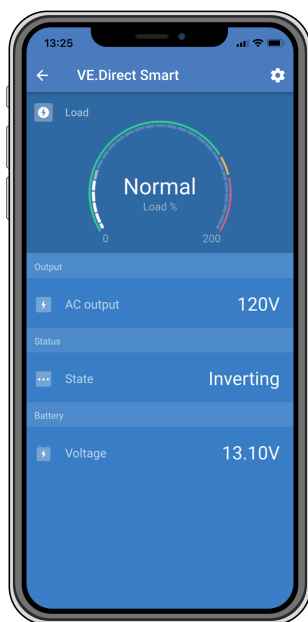 13:25
VE.Direct Smart
Load
Normal
Load %
0 200
Output
AC output 120V
Status
State Inverting
Battery
Voltage 13.10V